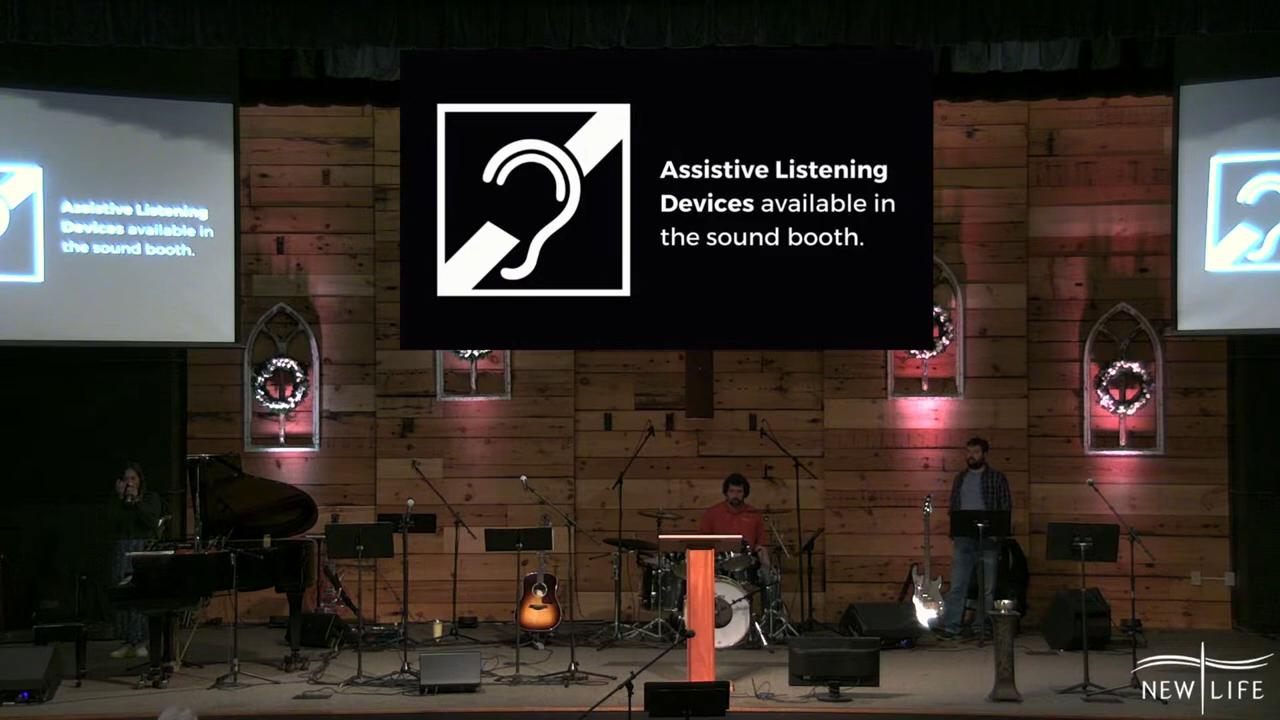 Assistive Listening
Devices available in
the sound booth.
Assistive Listening
Devices available in
the sound booth.
NEW LIFE